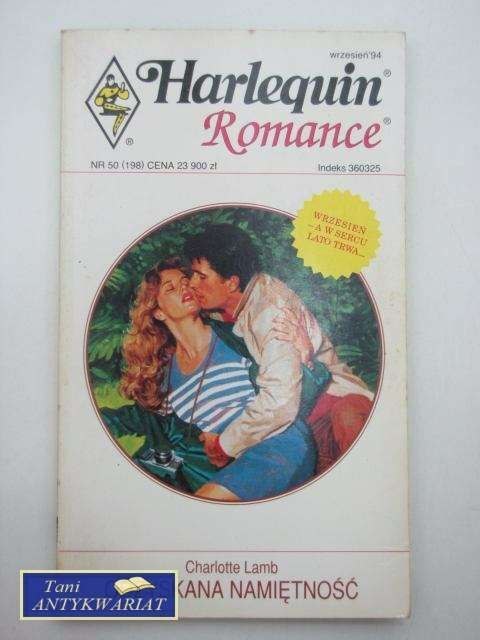 wrzesień'94
Harlequin®
Romance®
®
NR 50 (198) CENA 23 900 zł
Indeks 360325
WRZESIEŃ
– A W SERCU
LATO TRWA...
Charlotte Lamb
NAMIĘTNOŚĆ
Tani
ANTYKWARIAT